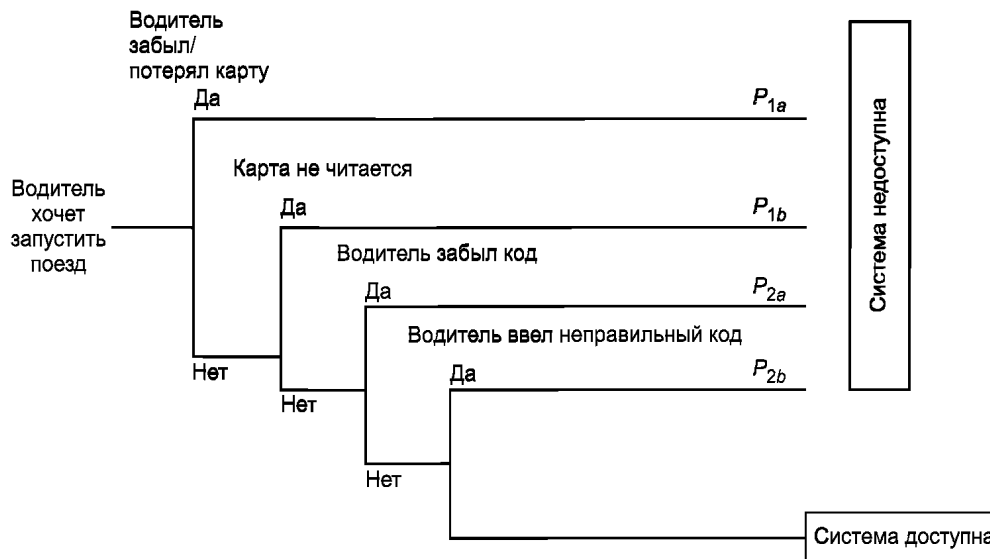 Водитель
забыл/
потерял карту
Да
P1a
Карта не читается
Водитель
хочет
запустить
поезд
Да
P1b
Водитель забыл код
Да
P2a
Водитель ввел неправильный код
Нет
Да
P2b
Нет
Нет
Система недоступна
Система доступна